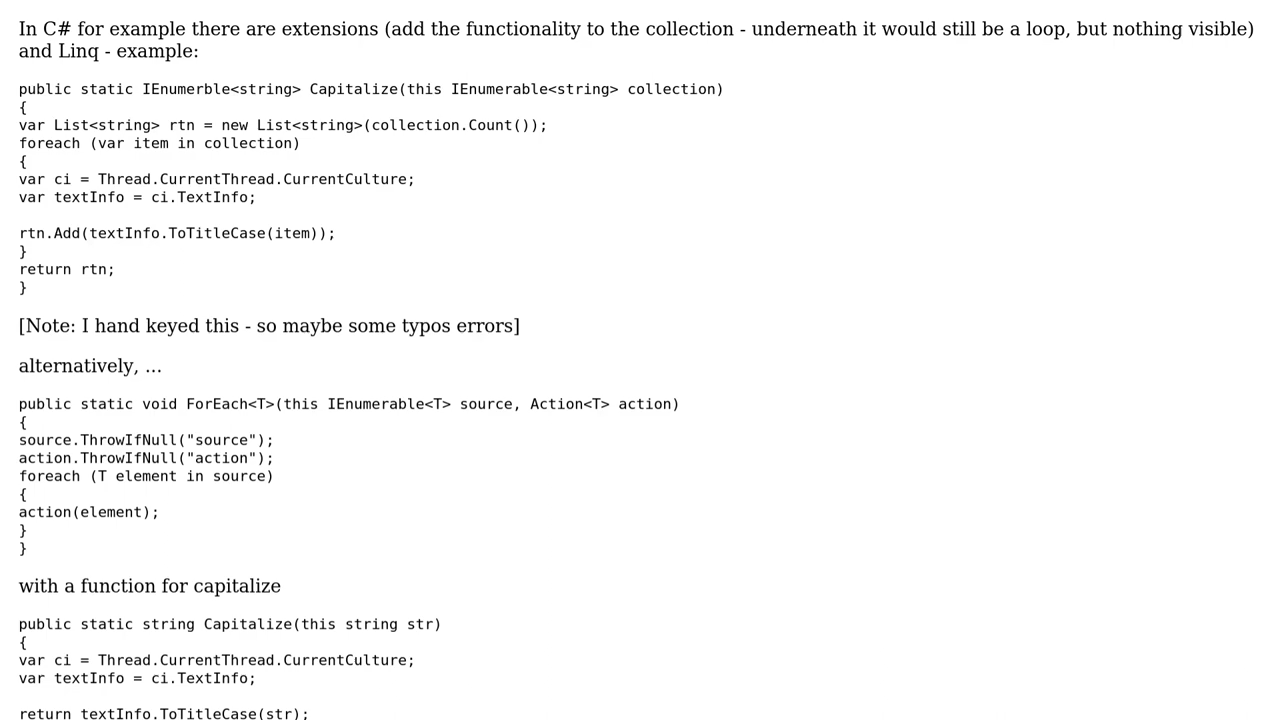 In C# for example there are extensions (add the functionality to the collection - underneath it would still be a loop, but nothing visible)
and Linq - example:
public static IEnumerble<string> Capitalize(this IEnumerable<string> collection)
{
var List<string> rtn = new List<string>(collection.Count());
foreach (var item in collection)
{
var ci = Thread.CurrentThread.CurrentCulture;
var textInfo = ci.TextInfo;
rtn.Add(textInfo.ToTitleCase(item));
}
return rtn;
}
[Note: I hand keyed this - so maybe some typos errors]
alternatively, ...
public static void ForEach<T>(this IEnumerable<T> source, Action<T> action)
{
source.ThrowIfNull("source");
action.ThrowIfNull("action");
foreach (T element in source)
{
action(element);
}
}
with a function for capitalize
public static string Capitalize(this string str)
{
var ci = Thread.CurrentThread.CurrentCulture;
var textInfo = ci.TextInfo;
return textInfo.ToTitleCase(str);